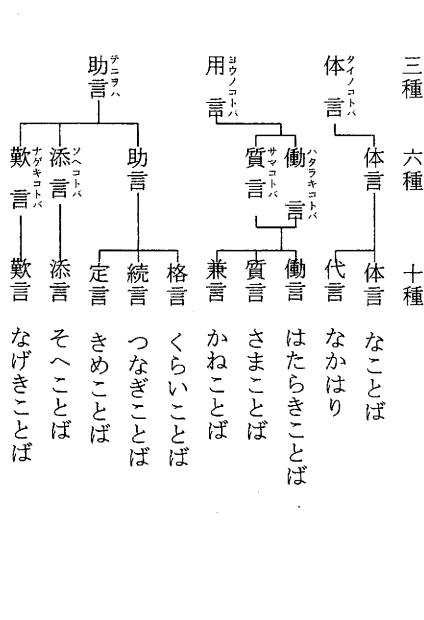 三種 六種 十種
体言 体言 なことば
体言 タイノコトバ 代言 なかはり
働言 ハタラキコトバ 働言 はたらきことば
質言 サマコトバ 質言 さまことば
用言 ヨウノコトバ 兼言 かねことば
格言 くらいことば
助言 続言 つなぎことば
助言 テニヲハ 定言 きめことば
添言 ソヘコトバ 添言 そへことば
歎言 ナゲキコトバ 歎言 なげきことば